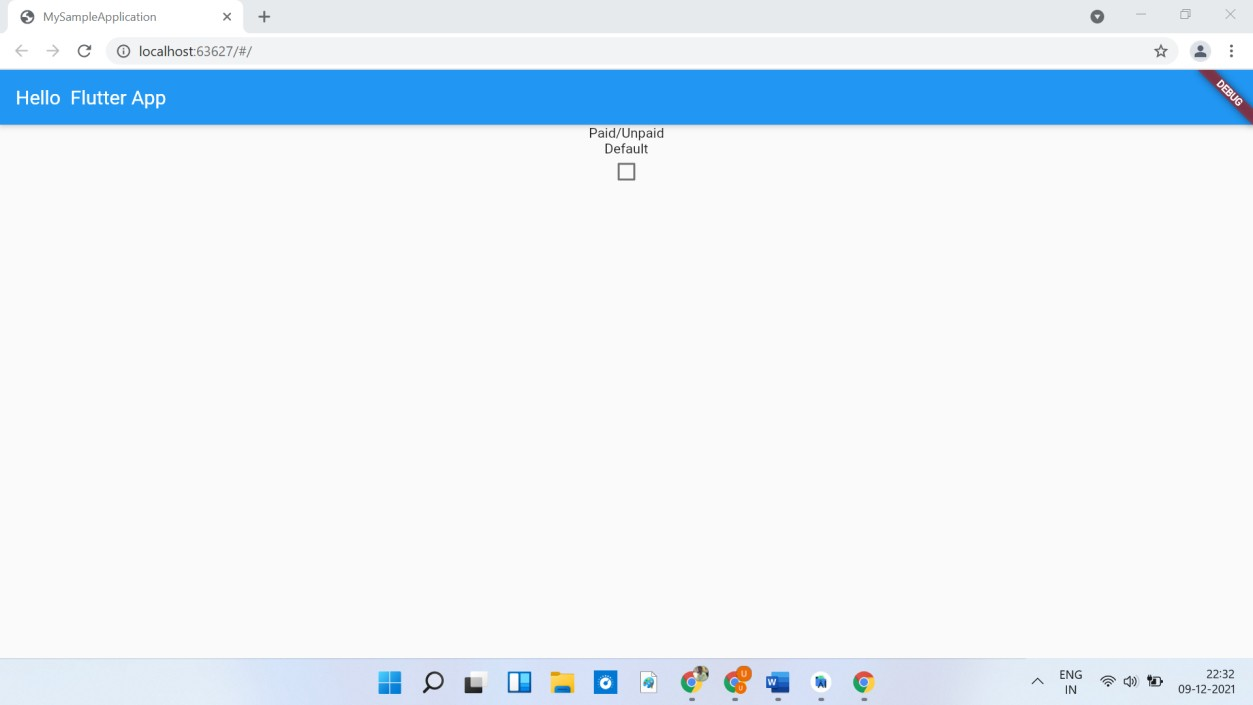 MySampleApplication
localhost:63627/#/
Hello  Flutter App
DEBUG
Paid/Unpaid
Default
ENG
IN
22:32
09-12-2021